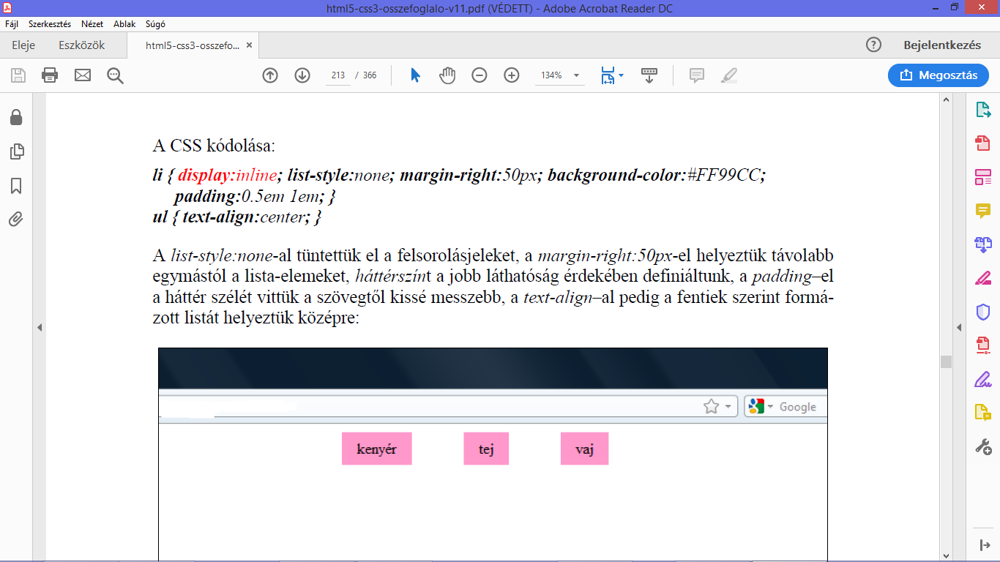 html5-css3-osszefoglalo-v11.pdf (VÉDETT) - Adobe Acrobat Reader DC
Fájl Szerkesztés Nézet Ablak Súgó
Eleje Eszközök html5-css3-osszefo... × Bejelentkezés
213 / 366 134% Megosztás
A CSS kódolása:
li { display:inline; list-style:none; margin-right:50px; background-color:#FF99CC;
padding:0.5em 1em; }
ul { text-align:center; }
A list-style:none-al tüntettük el a felsorolásjeleket, a margin-right:50px-el helyeztük távolabb
egymástól a lista-elemeket, háttérszínt a jobb láthatóság érdekében definiáltunk, a padding–el
a háttér szélét vittük a szövegtől kissé messzebb, a text-align–al pedig a fentiek szerint formá-
zott listát helyeztük középre:
Google
kenyér tej vaj